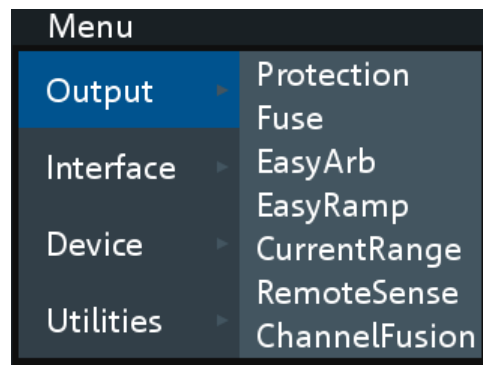 Menu
Output
Interface
Device
Utilities
Protection
Fuse
EasyArb
EasyRamp
CurrentRange
RemoteSense
ChannelFusion